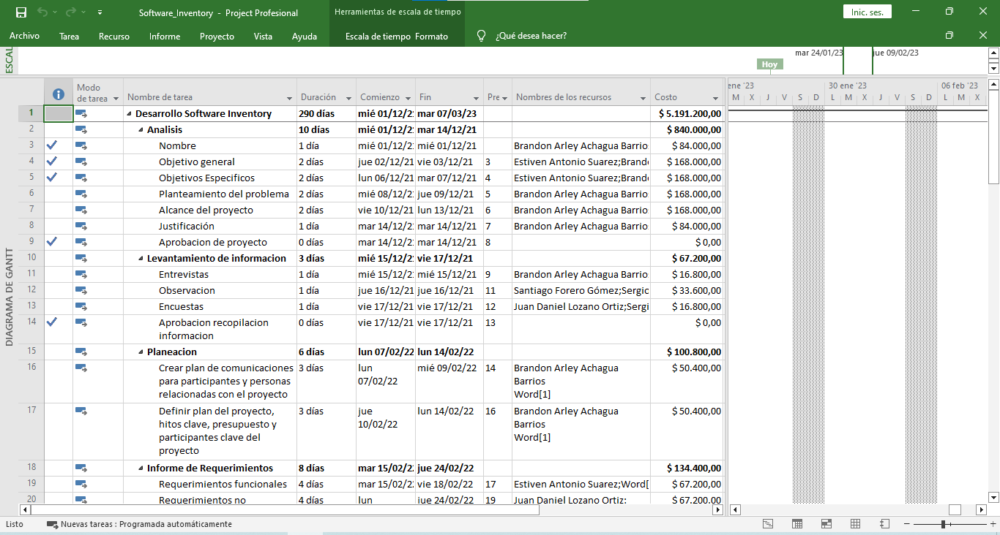 Software_Inventory - Project Profesional
Herramientas de escala de tiempo
Inic. ses.
Archivo Tarea Recurso Informe Proyecto Vista Ayuda Escala de tiempo Formato ¿Qué desea hacer?
ESCAL
mar 24/01/23 jue 09/02/23
Hoy
DIAGRAMA DE GANTT
Modo de tarea Nombre de tarea Duración Comienzo Fin Pre Nombres de los recursos Costo
ene '23 30 ene '23 06 feb '23
M X J V S D L M X J V S D L M X
1 Desarrollo Software Inventory 290 días mié 01/12/2 mar 07/03/23 $ 5.191.200,00
2 Analisis 10 días mié 01/12/2 mar 14/12/21 $ 840.000,00
3 Nombre 1 día mié 01/12/2 mié 01/12/21 Brandon Arley Achagua Barrio $ 84.000,00
4 Objetivo general 2 días jue 02/12/21 vie 03/12/21 3 Estiven Antonio Suarez;Brand $ 168.000,00
5 Objetivos Especificos 2 días lun 06/12/21 mar 07/12/21 4 Estiven Antonio Suarez;Brand $ 168.000,00
6 Planteamiento del problema 2 días mié 08/12/2 jue 09/12/21 5 Brandon Arley Achagua Barrio $ 168.000,00
7 Alcance del proyecto 2 días vie 10/12/21 lun 13/12/21 6 Brandon Arley Achagua Barrio $ 168.000,00
8 Justificación 1 día mar 14/12/2 mar 14/12/21 7 Brandon Arley Achagua Barrio $ 84.000,00
9 Aprobacion de proyecto 0 días mar 14/12/2 mar 14/12/21 8 $ 0,00
10 Levantamiento de informacion 3 días mié 15/12/2 vie 17/12/21 $ 67.200,00
11 Entrevistas 1 día mié 15/12/2 mié 15/12/21 9 Brandon Arley Achagua Barrio $ 16.800,00
12 Observacion 1 día jue 16/12/21 jue 16/12/21 11 Santiago Forero Gómez;Sergio $ 33.600,00
13 Encuestas 1 día vie 17/12/21 vie 17/12/21 12 Juan Daniel Lozano Ortiz;Sergi $ 16.800,00
14 Aprobacion recopilacion 0 días vie 17/12/21 vie 17/12/21 13 $ 0,00
informacion
15 Planeacion 6 días lun 07/02/22 lun 14/02/22 $ 100.800,00
16 Crear plan de comunicaciones 3 días lun mié 09/02/22 14 Brandon Arley Achagua $ 50.400,00
para participantes y personas 07/02/22 Barrios
relacionadas con el proyecto Word[1]
17 Definir plan del proyecto, 3 días jue lun 14/02/22 16 Brandon Arley Achagua $ 50.400,00
hitos clave, presupuesto y 10/02/22 Barrios
participantes clave del Word[1]
proyecto
18 Informe de Requerimientos 8 días mar 15/02/2 jue 24/02/22 $ 134.400,00
19 Requerimientos funcionales 4 días mar 15/02/2 vie 18/02/22 17 Estiven Antonio Suarez;Word[ $ 67.200,00
20 Requerimientos no 4 días lun jue 24/02/22 19 Juan Daniel Lozano Ortiz; $ 67.200,00
Listo Nuevas tareas : Programada automáticamente